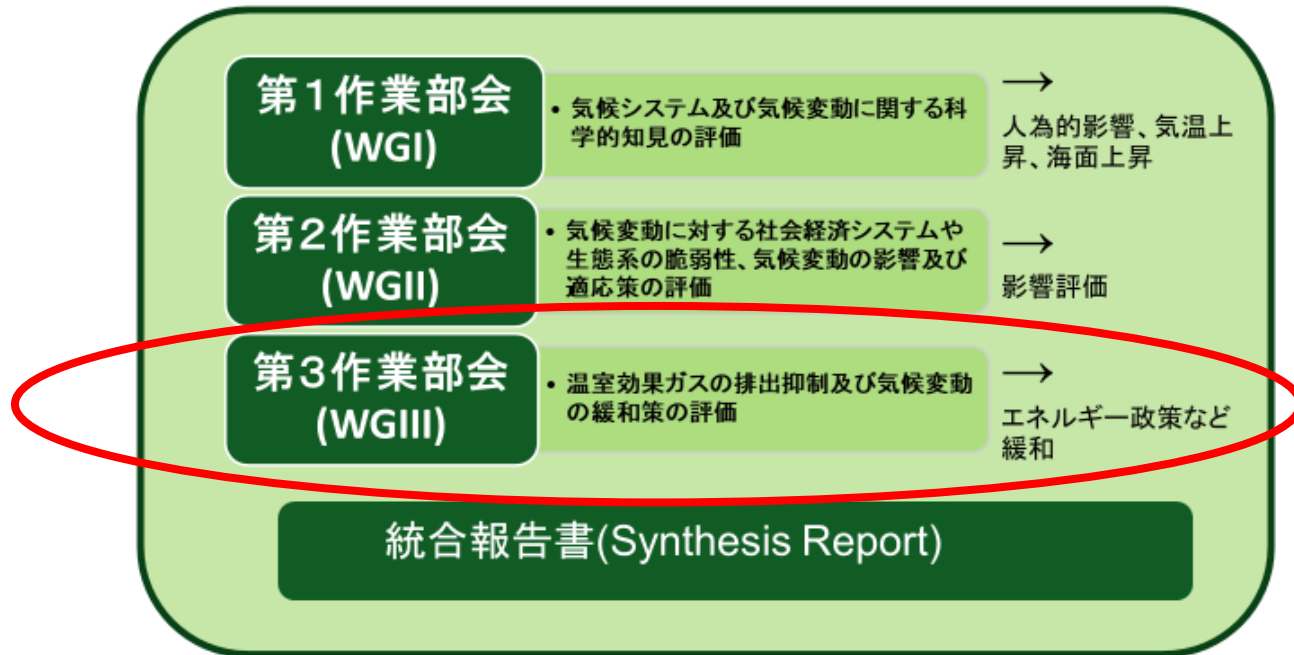 第１作業部会
(WGI)
• 気候システム及び気候変動に関する科
学的知見の評価
→
人為的影響、気温上
昇、海面上昇
第２作業部会
(WGII)
• 気候変動に対する社会経済システムや
生態系の脆弱性、気候変動の影響及び
適応策の評価
→
影響評価
第３作業部会
(WGIII)
• 温室効果ガスの排出抑制及び気候変動
の緩和策の評価
→
エネルギー政策など
緩和
統合報告書(Synthesis Report)